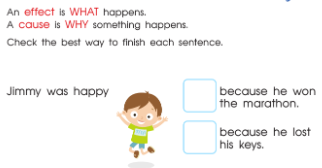 An effect is WHAT happens.
A cause is WHY something happens.
Check the best way to finish each sentence.
Jimmy was happy
because he won
the marathon.
because he lost
his keys.